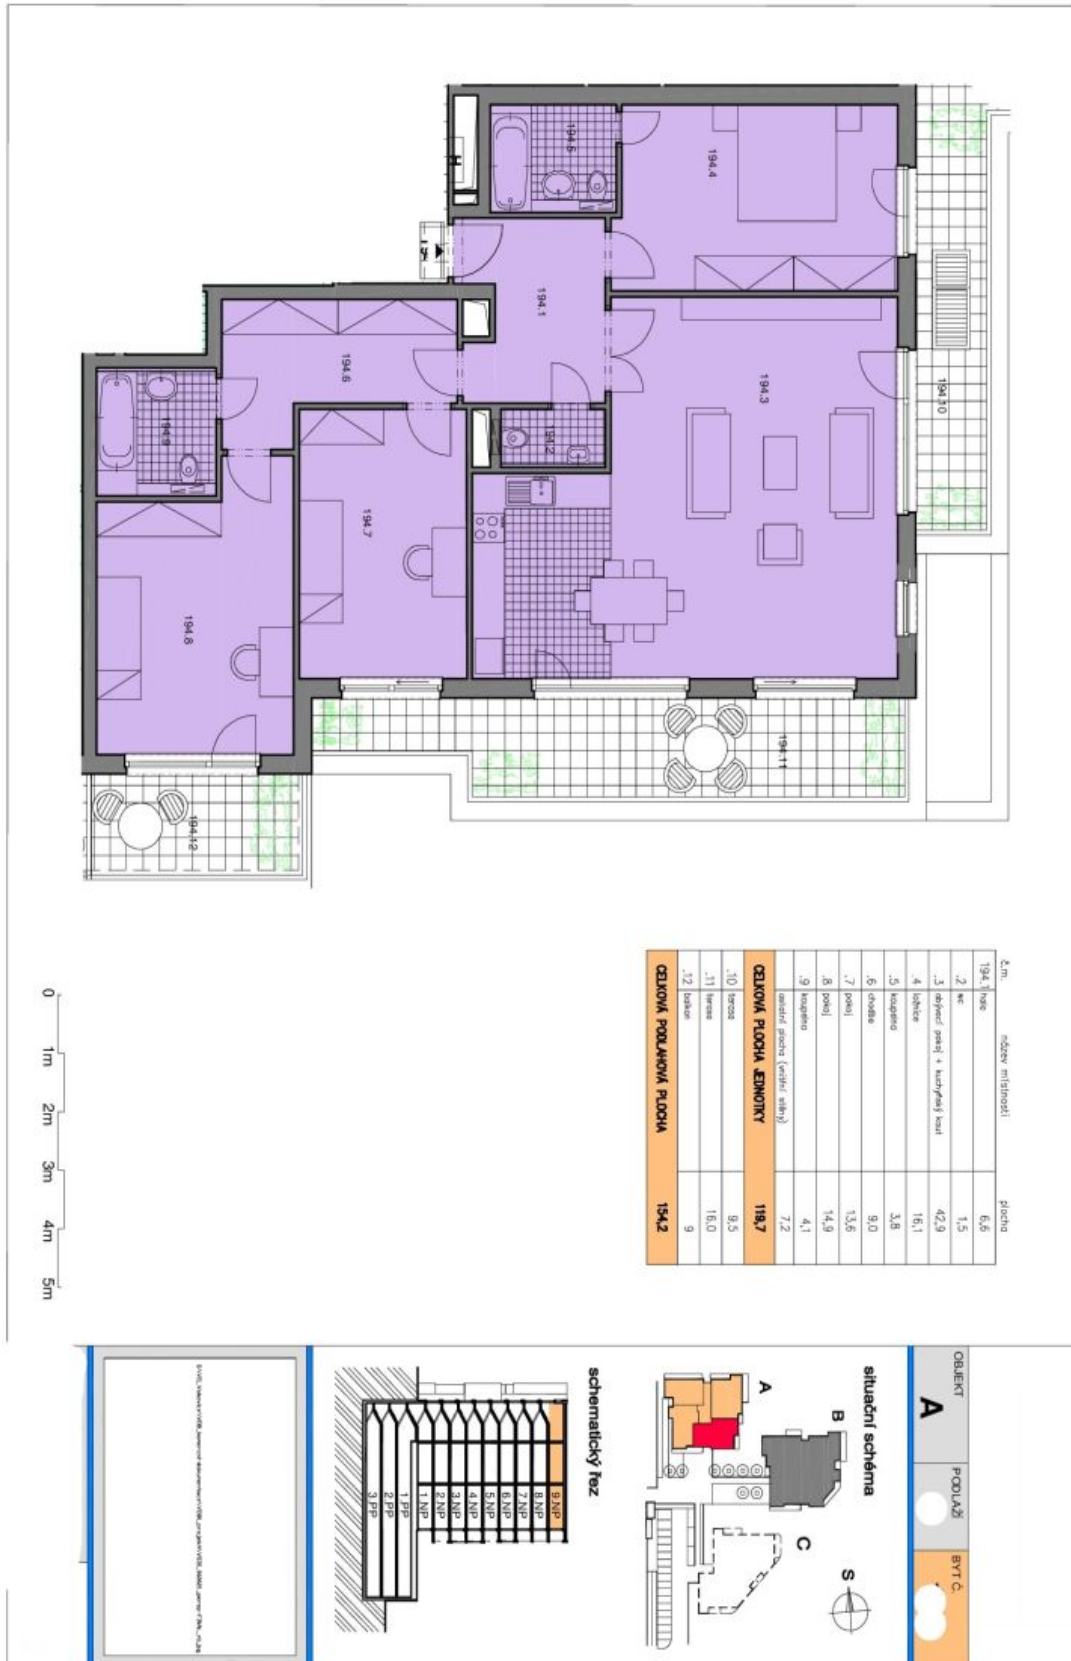 194.5
194.4
194.1
194.6
194.3
194.10
194.9
194.2
194.7
194.8
194.11
194.12
č.m. název místnosti plocha
194.1 hala 6,6
.2 wc 1,5
.3 obývací pokoj + kuchyňský kout 42,9
.4 ložnice 16,1
.5 koupelna 3,8
.6 chodba 9,0
.7 pokoj 13,6
.8 pokoj 14,9
.9 koupelna 4,1
ostatní plocha (vnitřní stěny) 7,2
CELKOVÁ PLOCHA JEDNOTKY 119,7
.10 terasa 9,5
.11 terasa 16,0
.12 balkon 9
CELKOVÁ PODLAHOVÁ PLOCHA 154,2
0 1m 2m 3m 4m 5m
OBJEKT PODLAŽÍ BYT Č.
A
situační schéma
A
B
C
S
schematický řez
9.NP
8.NP
7.NP
6.NP
5.NP
4.NP
3.NP
2.NP
1.NP
1.PP
2.PP
3.PP